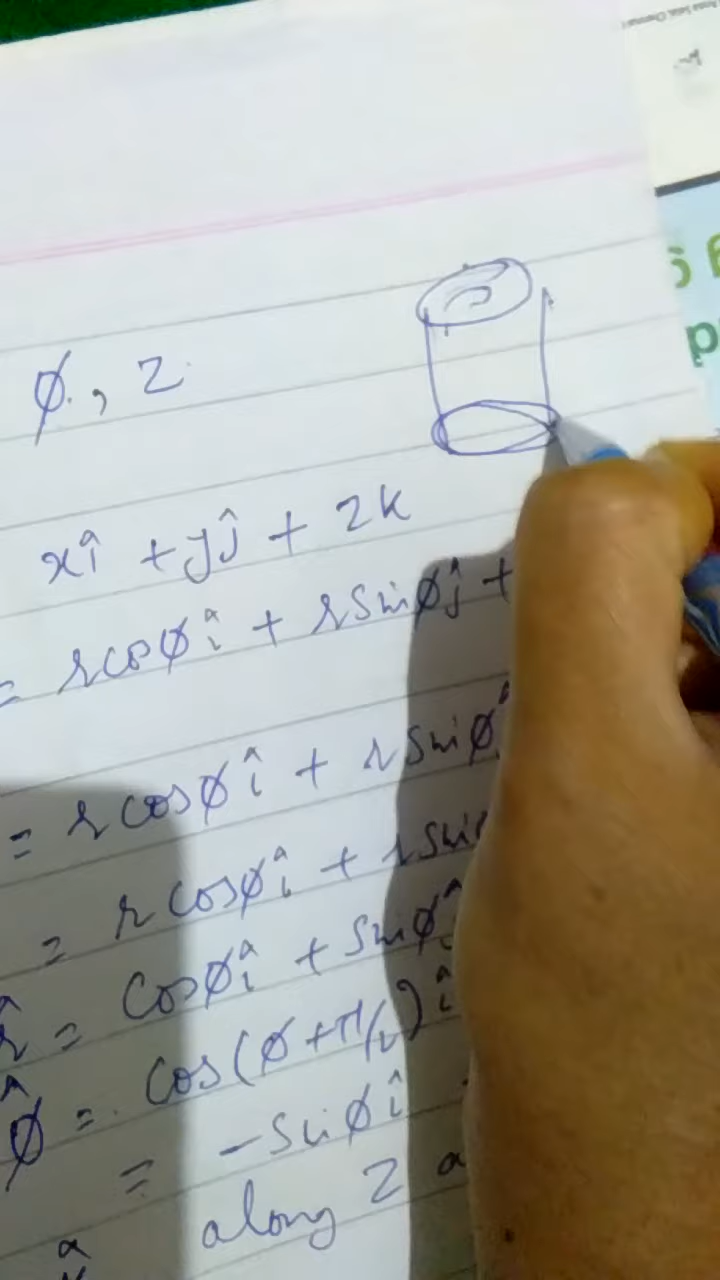 φ, z
xî + yĵ + zk
= r cosφ î + r sinφ ĵ +
= r cosφ î + r sinφ
= r cosφ î + r sin
r̂ = cosφ î + sinφ
φ̂ = cos(φ+π/2) î
= -sinφ î
along z a